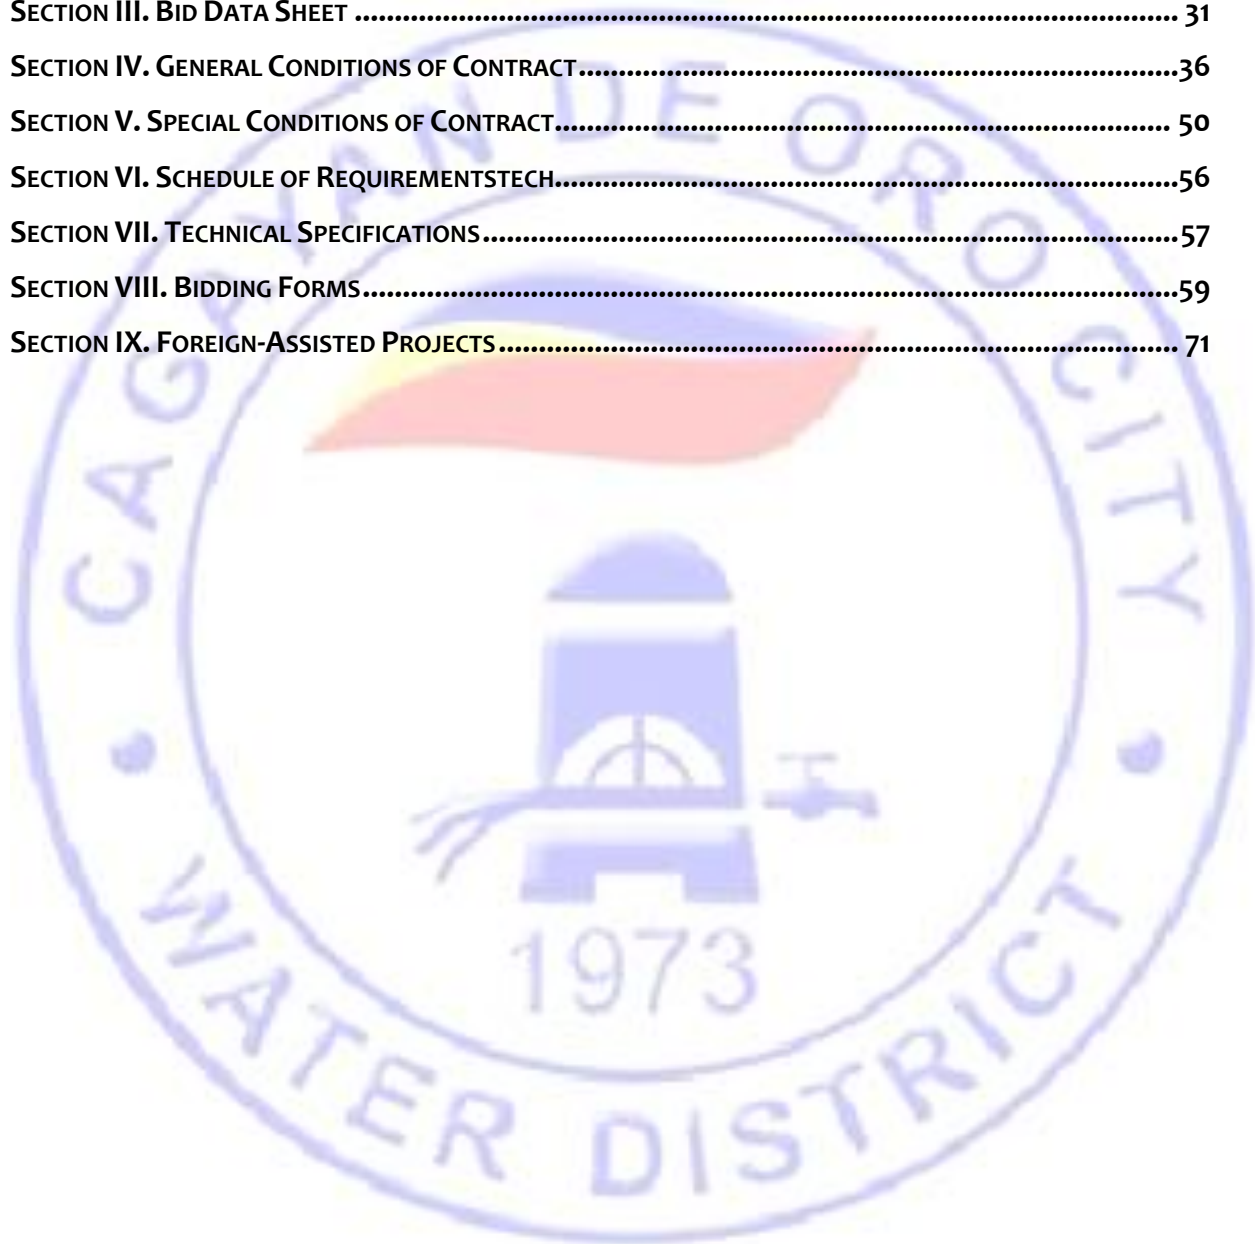 SECTION III. BID DATA SHEET ........................................................................................................ 31
SECTION IV. GENERAL CONDITIONS OF CONTRACT............................................................................36
SECTION V. SPECIAL CONDITIONS OF CONTRACT.............................................................................. 50
SECTION VI. SCHEDULE OF REQUIREMENTSTECH..............................................................................56
SECTION VII. TECHNICAL SPECIFICATIONS........................................................................................57
SECTION VIII. BIDDING FORMS.......................................................................................................59
SECTION IX. FOREIGN-ASSISTED PROJECTS...................................................................................... 71
CAGAYAN DE ORO CITY
1973
WATER DISTRICT